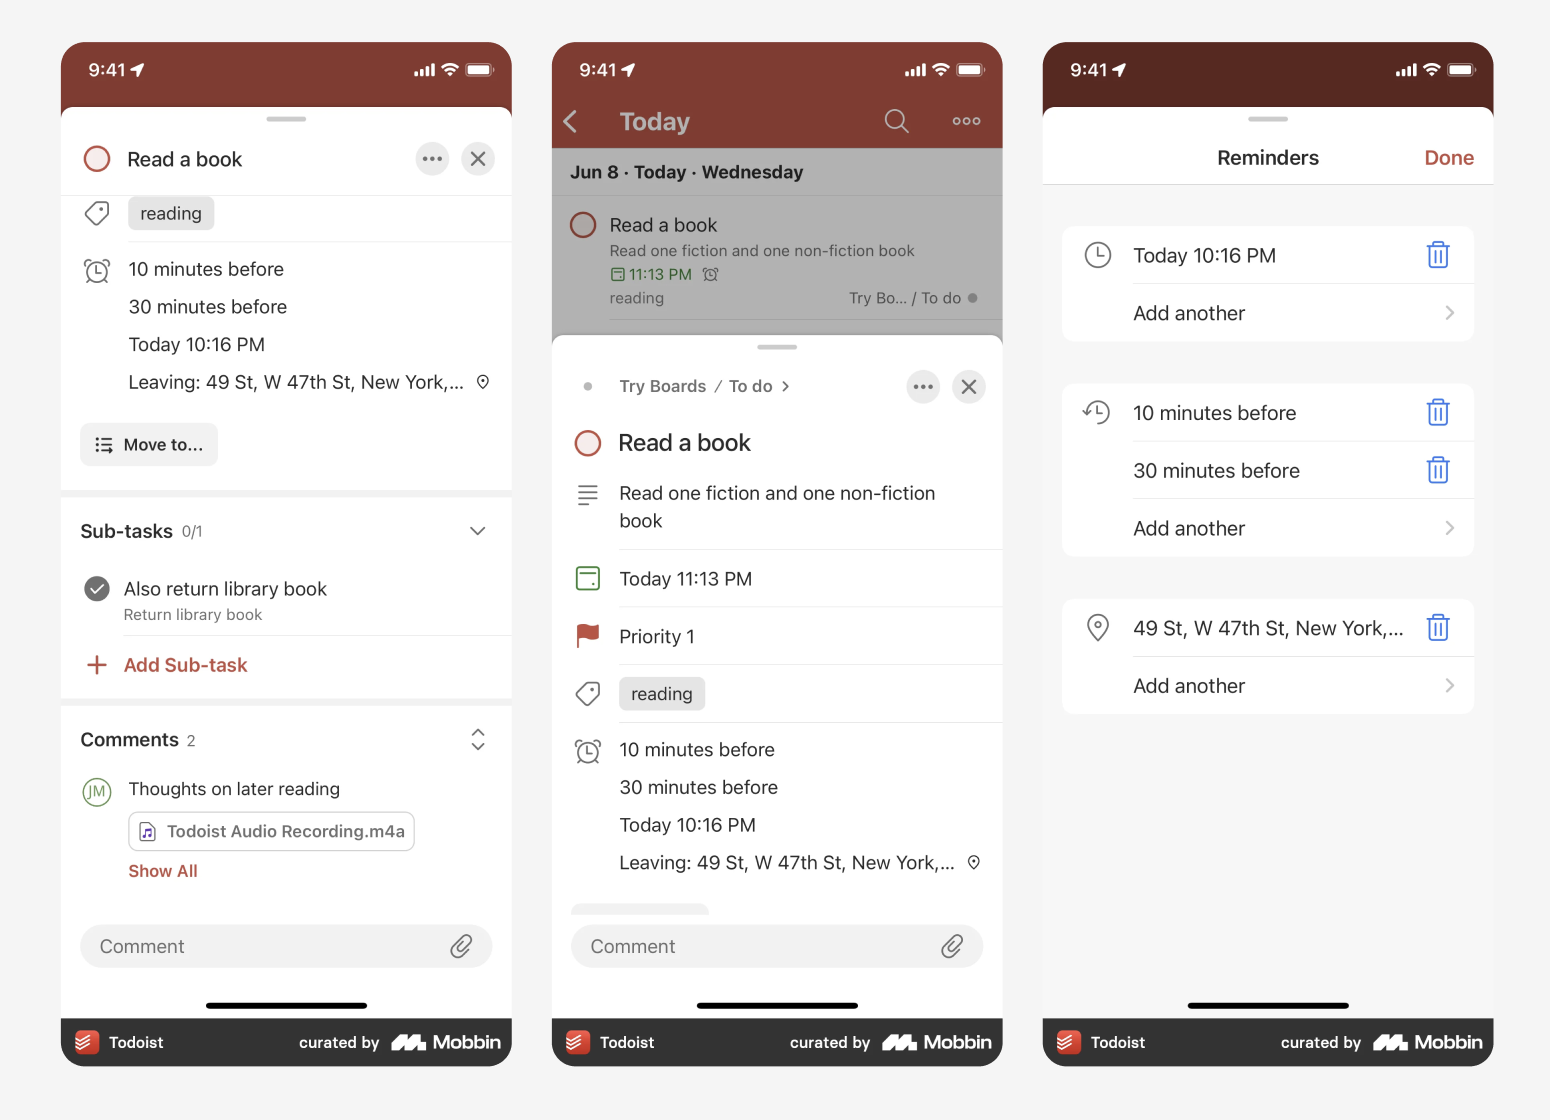 9:41
Read a book
reading
10 minutes before
30 minutes before
Today 10:16 PM
Leaving: 49 St, W 47th St, New York,...
Move to...
Sub-tasks 0/1
Also return library book
Return library book
Add Sub-task
Comments 2
JM
Thoughts on later reading
Todoist Audio Recording.m4a
Show All
Comment
Todoist curated by Mobbin
9:41
Today
Jun 8 · Today · Wednesday
Read a book
Read one fiction and one non-fiction book
11:13 PM
reading Try Bo... / To do
Try Boards / To do
Read a book
Read one fiction and one non-fiction
book
Today 11:13 PM
Priority 1
reading
10 minutes before
30 minutes before
Today 10:16 PM
Leaving: 49 St, W 47th St, New York,...
Comment
Todoist curated by Mobbin
9:41
Reminders Done
Today 10:16 PM
Add another
10 minutes before
30 minutes before
Add another
49 St, W 47th St, New York,...
Add another
Todoist curated by Mobbin